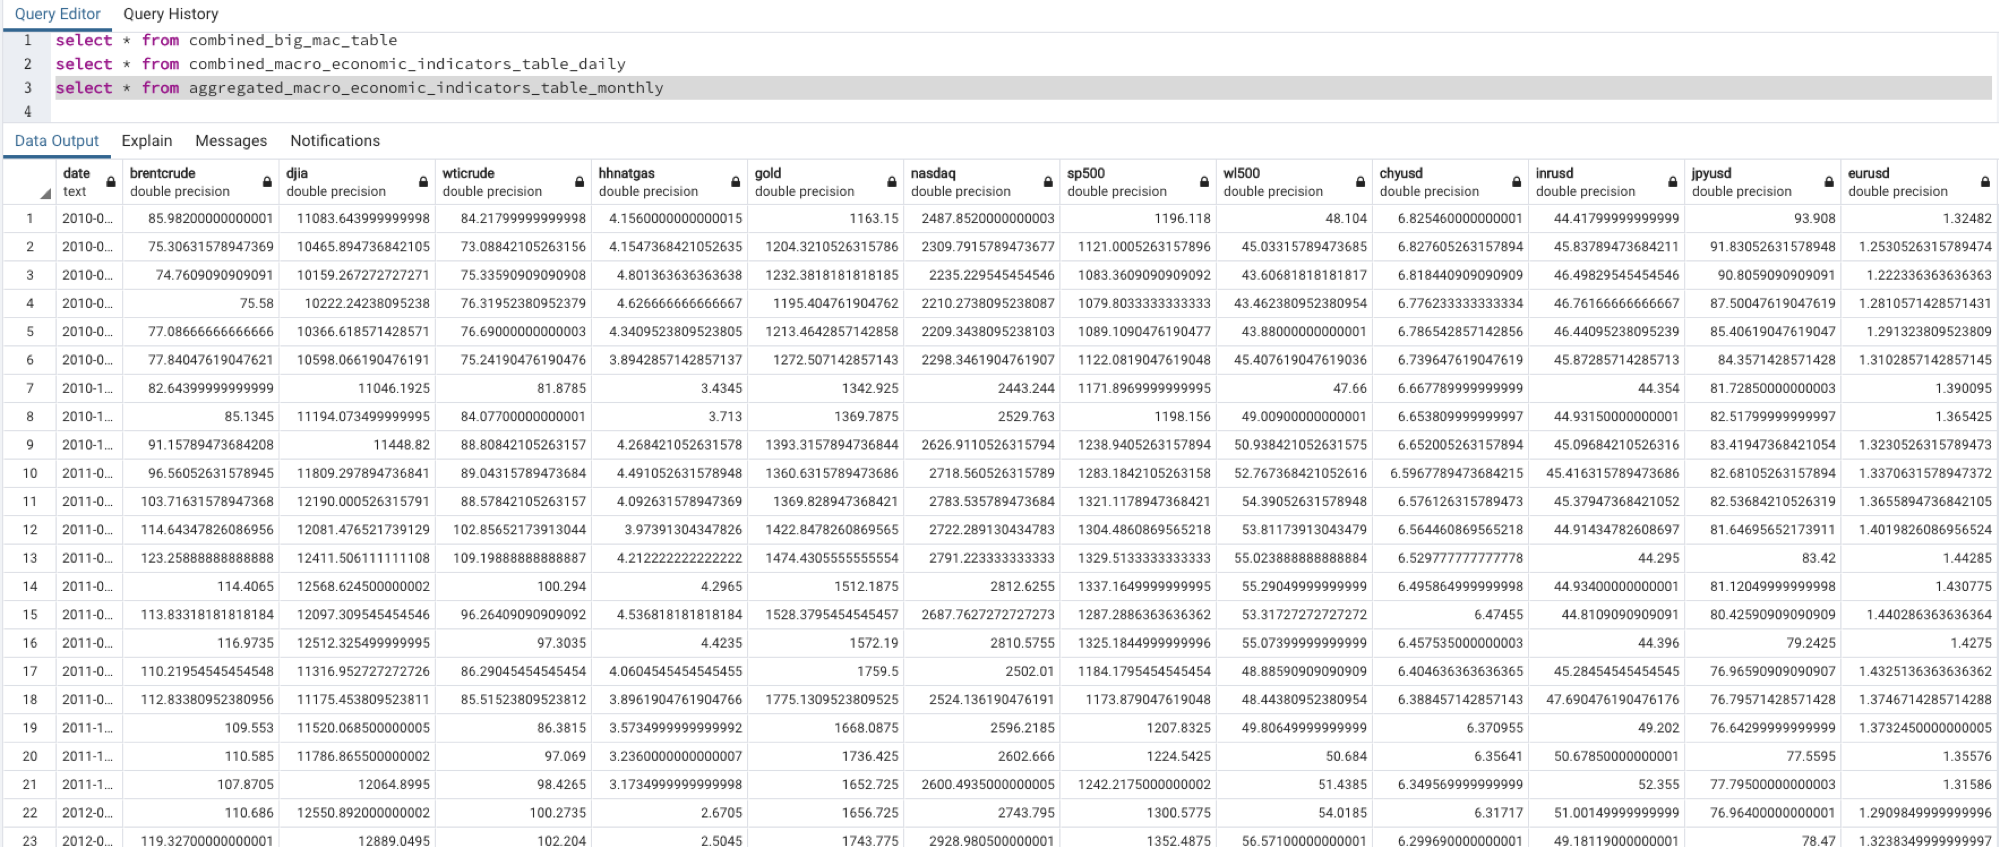 Query Editor Query History
1 select * from combined_big_mac_table
2 select * from combined_macro_economic_indicators_table_daily
3 select * from aggregated_macro_economic_indicators_table_monthly
4
Data Output Explain Messages Notifications
date brentcrude djia wticrude hhnatgas gold nasdaq sp500 wl500 chyusd inrusd jpyusd eurusd
text double precision double precision double precision double precision double precision double precision double precision double precision double precision double precision double precision double precision
1 2010-0... 85.98200000000001 11083.643999999998 84.21799999999998 4.1560000000000015 1163.15 2487.8520000000003 1196.118 48.104 6.825460000000001 44.41799999999999 93.908 1.32482
2 2010-0... 75.30631578947369 10465.894736842105 73.08842105263156 4.1547368421052635 1204.3210526315786 2309.7915789473677 1121.0005263157896 45.03315789473685 6.827605263157894 45.83789473684211 91.83052631578948 1.2530526315789474
3 2010-0... 74.7609090909091 10159.267272727271 75.33590909090908 4.801363636363638 1232.3818181818185 2235.229545454546 1083.3609090909092 43.60681818181817 6.818440909090909 46.49829545454546 90.8059090909091 1.222336363636363
4 2010-0... 75.58 10222.24238095238 76.31952380952379 4.626666666666667 1195.404761904762 2210.2738095238087 1079.8033333333333 43.462380952380954 6.776233333333334 46.76166666666667 87.50047619047619 1.2810571428571431
5 2010-0... 77.08666666666666 10366.618571428571 76.69000000000003 4.3409523809523805 1213.4642857142858 2209.3438095238103 1089.1090476190477 43.88000000000001 6.786542857142856 46.44095238095239 85.40619047619047 1.291323809523809
6 2010-0... 77.84047619047621 10598.066190476191 75.24190476190476 3.8942857142857137 1272.507142857143 2298.3461904761907 1122.0819047619048 45.407619047619036 6.739647619047619 45.87285714285713 84.3571428571428 1.3102857142857145
7 2010-1... 82.64399999999999 11046.1925 81.8785 3.4345 1342.925 2443.244 1171.8969999999995 47.66 6.667789999999999 44.354 81.72850000000003 1.390095
8 2010-1... 85.1345 11194.073499999995 84.07700000000001 3.713 1369.7875 2529.763 1198.156 49.00900000000001 6.653809999999997 44.93150000000001 82.51799999999997 1.365425
9 2010-1... 91.15789473684208 11448.82 88.80842105263157 4.268421052631578 1393.3157894736844 2626.9110526315794 1238.9405263157894 50.938421052631575 6.652005263157894 45.09684210526316 83.41947368421054 1.3230526315789473
10 2011-0... 96.56052631578945 11809.297894736841 89.04315789473684 4.491052631578948 1360.6315789473686 2718.560526315789 1283.1842105263158 52.767368421052616 6.5967789473684215 45.416315789473686 82.68105263157894 1.3370631578947372
11 2011-0... 103.71631578947368 12190.000526315791 88.57842105263157 4.092631578947369 1369.828947368421 2783.535789473684 1321.1178947368421 54.39052631578948 6.576126315789473 45.37947368421052 82.53684210526319 1.36558947368​42105
12 2011-0... 114.64347826086956 12081.476521739129 102.85652173913044 3.97391304347826 1422.8478260869565 2722.289130434783 1304.4860869565218 53.81173913043479 6.564460869565218 44.91434782608697 81.64695652173911 1.4019826086956524
13 2011-0... 123.25888888888888 12411.506111111108 109.19888888888887 4.212222222222222 1474.4305555555554 2791.223333333333 1329.5133333333333 55.023888888888884 6.529777777777778 44.295 83.42 1.44285
14 2011-0... 114.4065 12568.624500000002 100.294 4.2965 1512.1875 2812.6255 1337.1649999999995 55.29049999999999 6.495864999999998 44.93400000000001 81.12049999999998 1.430775
15 2011-0... 113.83318181818184 12097.309545454546 96.26409090909092 4.536818181818184 1528.3795454545457 2687.7627272727273 1287.2886363636362 53.31727272727272 6.47455 44.8109090909091 80.42590909090909 1.4402863636363​64
16 2011-0... 116.9735 12512.325499999995 97.3035 4.4235 1572.19 2810.5755 1325.1844999999996 55.07399999999999 6.457535000000003 44.396 79.2425 1.4275
17 2011-0... 110.21954545454548 11316.952727272726 86.29045454545454 4.0604545454545455 1759.5 2502.01 1184.1795454545454 48.88590909090909 6.404636363636365 45.28454545454545 76.96590909090907 1.4325136363636362
18 2011-0... 112.83380952380956 11175.453809523811 85.51523809523812 3.8961904761904766 1775.1309523809525 2524.136190476191 1173.879047619048 48.44380952380954 6.388457142857143 47.690476190476176 76.79571428571428 1.3746714285714288
19 2011-1... 109.553 11520.068500000005 86.3815 3.5734999999999992 1668.0875 2596.2185 1207.8325 49.80649999999999 6.370955 49.202 76.64299999999999 1.3732450000000005
20 2011-1... 110.585 11786.865500000002 97.069 3.2360000000000007 1736.425 2602.666 1224.5425 50.684 6.35641 50.67850000000001 77.5595 1.35576
21 2011-1... 107.8705 12064.8995 98.4265 3.1734999999999998 1652.725 2600.4935000000005 1242.2175000000002 51.4385 6.349569999999999 52.355 77.79500000000003 1.31586
22 2012-0... 110.686 12550.892000000002 100.2735 2.6705 1656.725 2743.795 1300.5775 54.0185 6.31717 51.00149999999999 76.96400000000001 1.2909849999999996
23 2012-0... 119.32700000000001 12889.0495 102.204 2.5045 1743.775 2928.980500000001 1352.4875 56.57100000000001 6.299690000000001 49.18119000000001 78.47 1.3238349999999997